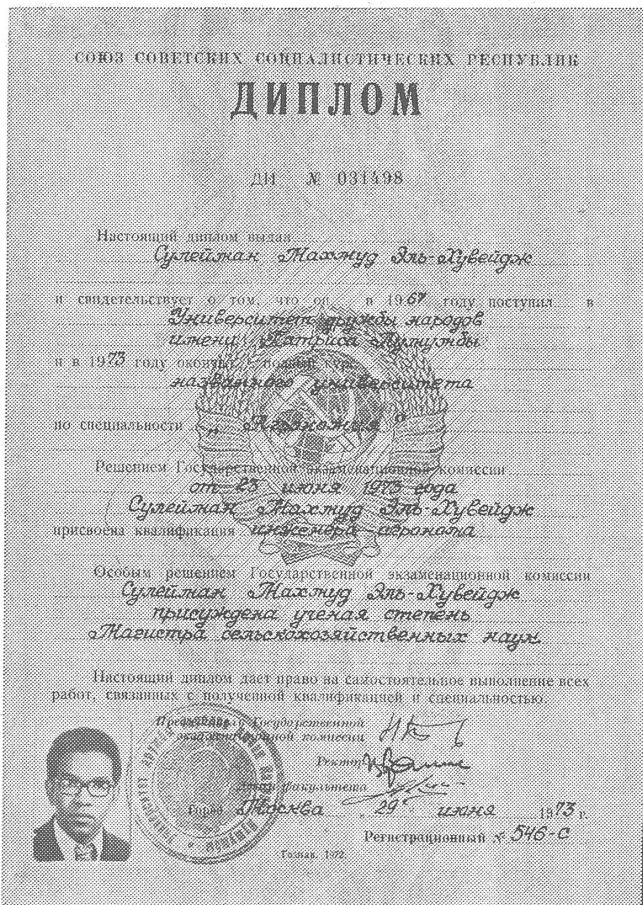 СОЮЗ СОВЕТСКИХ СОЦИАЛИСТИЧЕСКИХ РЕСПУБЛИК
ДИПЛОМ
ДИ № 031498
Настоящий диплом выдан
Сулейман Махмуд Эль-Хувейдж
и свидетельствует о том, что он в 1967 году поступил в
Университет дружбы народов
имени Патриса Лумумбы
и в 1973 году окончил полный курс
названного университета
по специальности „Агрономия“
Решением Государственной экзаменационной комиссии
от 23 июня 1973 года
Сулейман Махмуд Эль-Хувейдж
присвоена квалификация инженера агронома
Особым решением Государственной экзаменационной комиссии
Сулейман Махмуд Эль-Хувейдж
присуждена ученая степень
Магистра сельскохозяйственных наук
Настоящий диплом дает право на самостоятельное выполнение всех
работ, связанных с полученной квалификацией и специальностью.
Председатель Государственной
экзаменационной комиссии
Ректор
Декан факультета
Город Москва „29“ июня 1973 г.
Регистрационный № 546-С
Гознак. 1972.